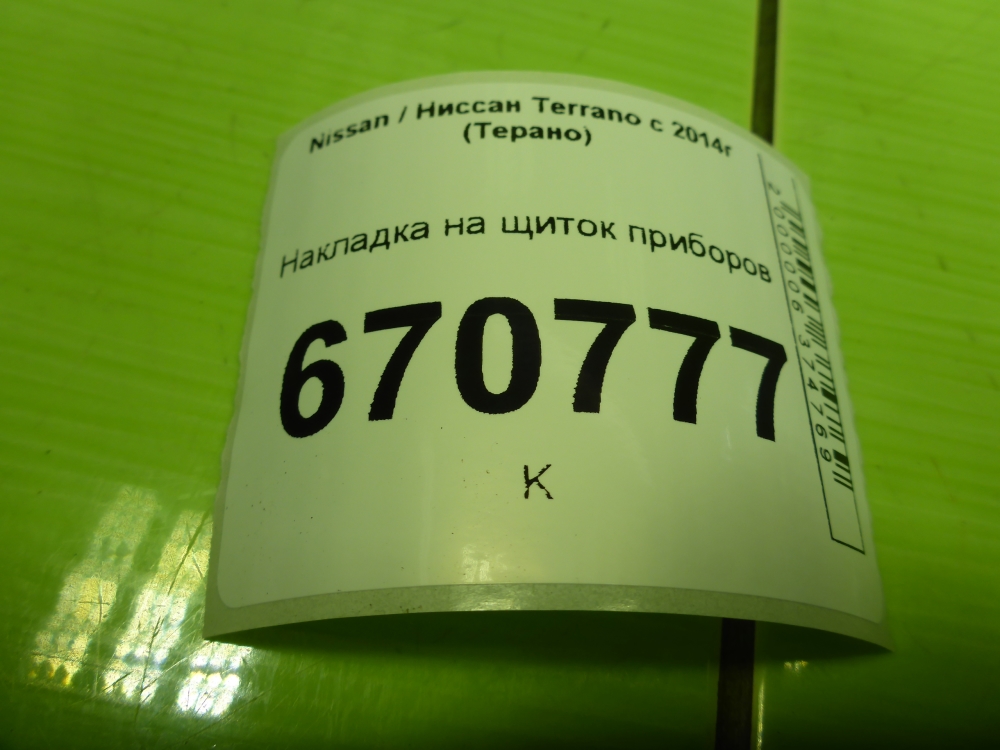 Nissan / Ниссан Terrano с 2014г
(Терано)
Накладка на щиток приборов
670777
К
2000006374769